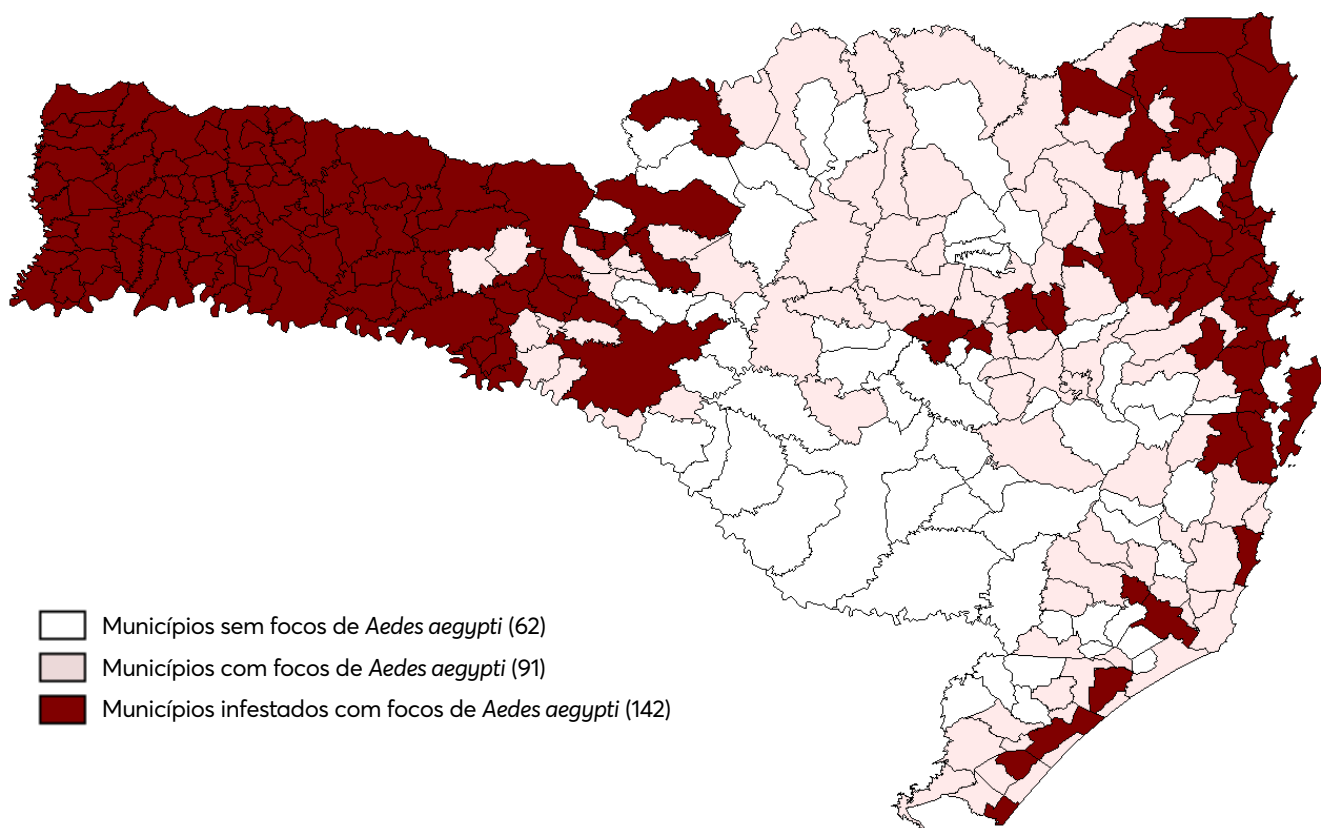 Municípios sem focos de Aedes aegypti (62)
Municípios com focos de Aedes aegypti (91)
Municípios infestados com focos de Aedes aegypti (142)